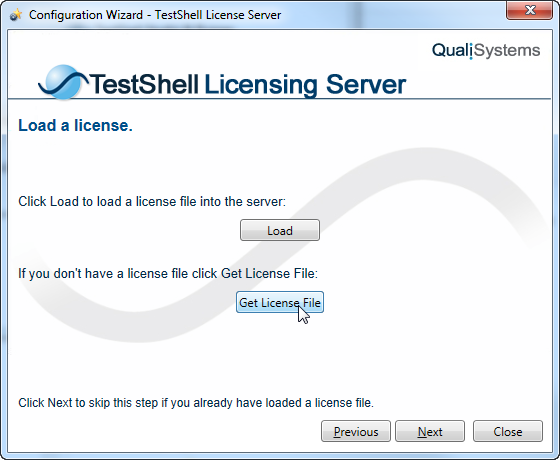 Configuration Wizard - TestShell License Server
QualiSystems
TestShell Licensing Server
Load a license.
Click Load to load a license file into the server:
Load
If you don't have a license file click Get License File:
Get License File
Click Next to skip this step if you already have loaded a license file.
Previous Next Close